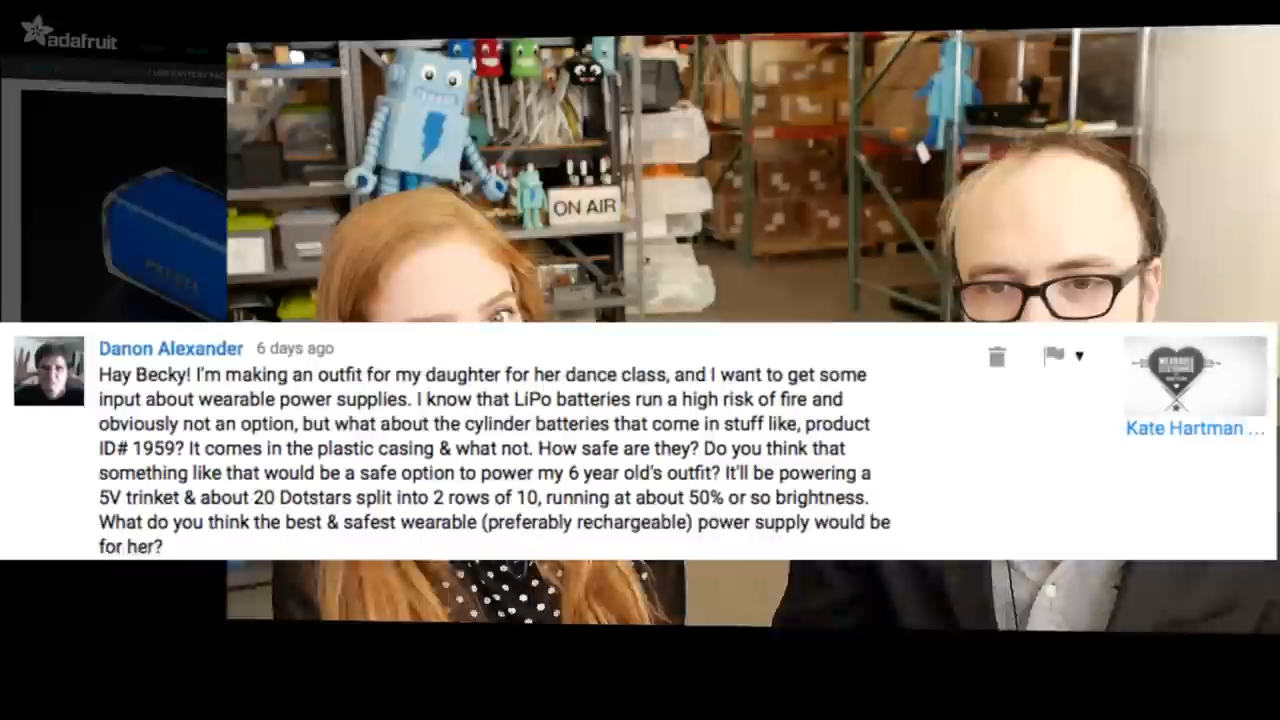 adafruit
ON AIR
Danon Alexander 6 days ago
Hay Becky! I'm making an outfit for my daughter for her dance class, and I want to get some
input about wearable power supplies. I know that LiPo batteries run a high risk of fire and
obviously not an option, but what about the cylinder batteries that come in stuff like, product
ID# 1959? It comes in the plastic casing & what not. How safe are they? Do you think that
something like that would be a safe option to power my 6 year old's outfit? It'll be powering a
5V trinket & about 20 Dotstars split into 2 rows of 10, running at about 50% or so brightness.
What do you think the best & safest wearable (preferably rechargeable) power supply would be
for her?
Kate Hartman ...